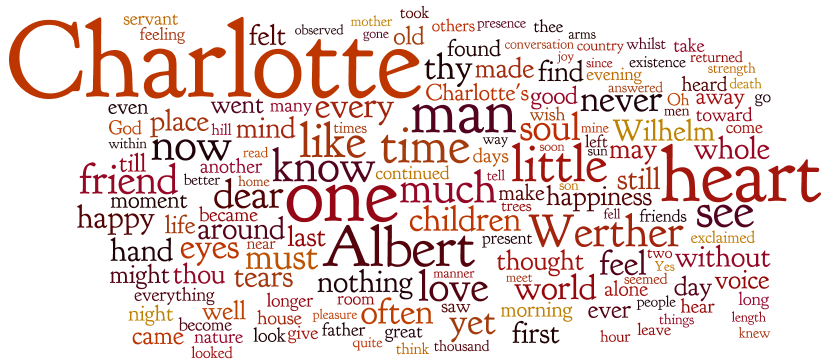 took
servant mother others presence thee
feeling felt observed gone old arms
Charlotte
found conversation country whilst take
joy since existence returned
thy made find evening answered strength
Charlotte's good never heard death
even went many every man wish Oh away go
God place mind soul mine men toward
hill times Wilhelm come
within now like time way left
read soon sun may whole
till another know continued days little
friend better home tell still heart
moment dear one much make son happiness
became trees see
happy life around children fell friends
hand eyes near last Albert present Werther exclaimed
must thought feel two without
might thou tears nothing manner Yes
everything love meet world seemed day voice
longer room saw alone
night well house pleasure often morning ever people hear long
become yet things length
came nature look give father great first
looked quite think thousand hour leave knew